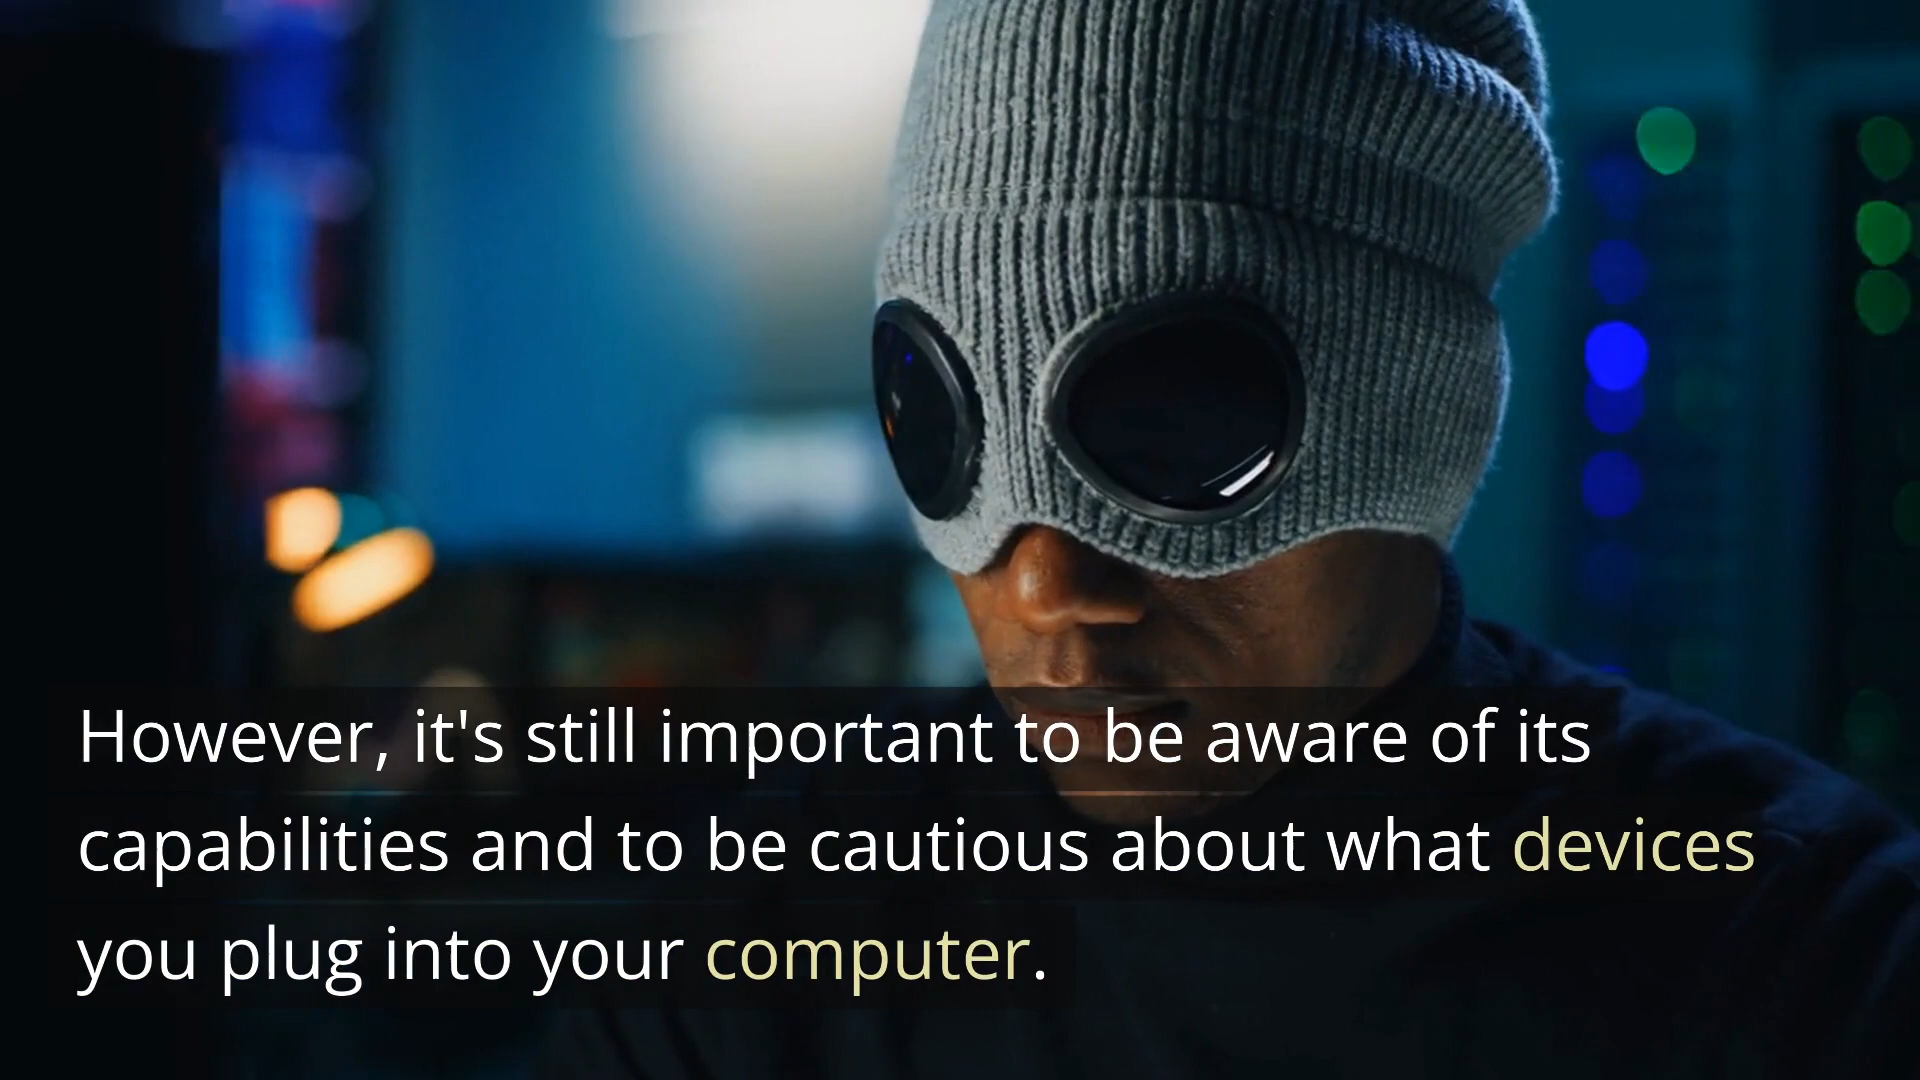 However, it's still important to be aware of its
capabilities and to be cautious about what devices
you plug into your computer.